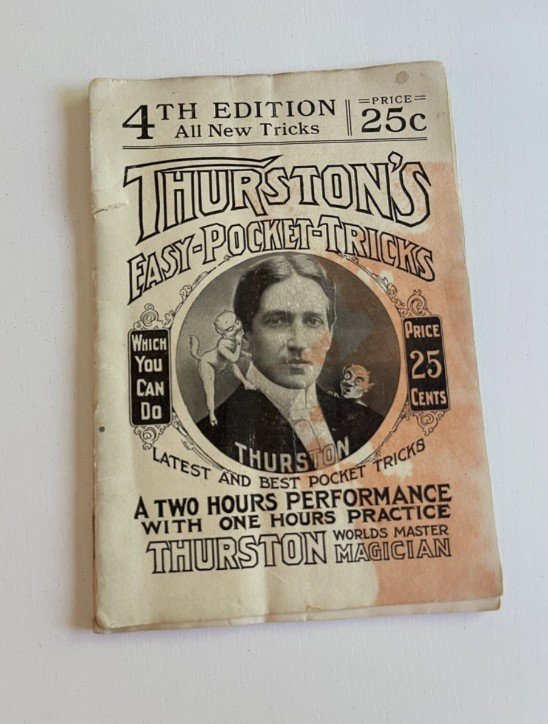 4TH EDITION
All New Tricks
PRICE
25c
THURSTON'S
EASY-POCKET-TRICKS
WHICH
YOU
CAN
DO
PRICE
25
CENTS
THURSTON
LATEST AND BEST POCKET TRICKS
A TWO HOURS PERFORMANCE
WITH ONE HOURS PRACTICE
THURSTON WORLDS MASTER
MAGICIAN